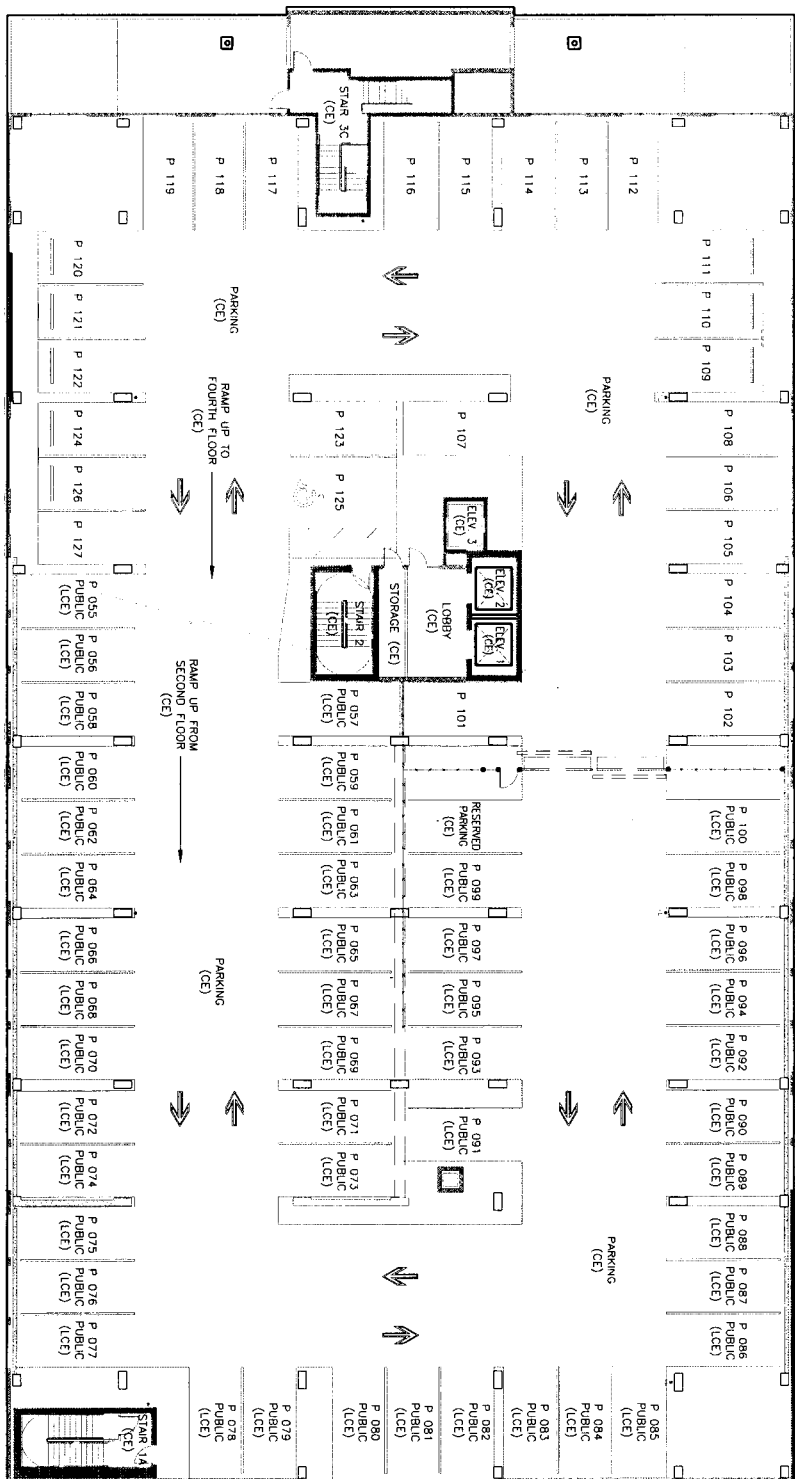 STAIR 3C
(CE)
P 119
P 118
P 117
P 116
P 115
P 114
P 113
P 112
P 120
P 121
P 122
P 124
P 126
P 127
PARKING
(CE)
RAMP UP TO
FOURTH FLOOR
(CE)
P 123
P 125
P 107
PARKING
(CE)
P 111
P 110
P 109
P 108
P 106
P 105
P 104
P 103
P 102
ELEV. 3
(CE)
ELEV. 2
(CE)
ELEV. 1
(CE)
LOBBY
(CE)
STORAGE (CE)
STAIR 2
(CE)
P 101
P 055
PUBLIC
(LCE)
P 056
PUBLIC
(LCE)
P 058
PUBLIC
(LCE)
P 060
PUBLIC
(LCE)
P 062
PUBLIC
(LCE)
P 064
PUBLIC
(LCE)
P 066
PUBLIC
(LCE)
P 068
PUBLIC
(LCE)
P 070
PUBLIC
(LCE)
P 072
PUBLIC
(LCE)
P 074
PUBLIC
(LCE)
P 075
PUBLIC
(LCE)
P 076
PUBLIC
(LCE)
P 077
PUBLIC
(LCE)
RAMP UP FROM
SECOND FLOOR
(CE)
PARKING
(CE)
P 057
PUBLIC
(LCE)
P 059
PUBLIC
(LCE)
P 061
PUBLIC
(LCE)
P 063
PUBLIC
(LCE)
P 065
PUBLIC
(LCE)
P 067
PUBLIC
(LCE)
P 069
PUBLIC
(LCE)
P 071
PUBLIC
(LCE)
P 073
PUBLIC
(LCE)
RESERVED
PARKING
(CE)
P 099
PUBLIC
(LCE)
P 097
PUBLIC
(LCE)
P 095
PUBLIC
(LCE)
P 093
PUBLIC
(LCE)
P 091
PUBLIC
(LCE)
PARKING
(CE)
P 100
PUBLIC
(LCE)
P 098
PUBLIC
(LCE)
P 096
PUBLIC
(LCE)
P 094
PUBLIC
(LCE)
P 092
PUBLIC
(LCE)
P 090
PUBLIC
(LCE)
P 089
PUBLIC
(LCE)
P 088
PUBLIC
(LCE)
P 087
PUBLIC
(LCE)
P 086
PUBLIC
(LCE)
STAIR 1A
(CE)
P 078
PUBLIC
(LCE)
P 079
PUBLIC
(LCE)
P 080
PUBLIC
(LCE)
P 081
PUBLIC
(LCE)
P 082
PUBLIC
(LCE)
P 083
PUBLIC
(LCE)
P 084
PUBLIC
(LCE)
P 085
PUBLIC
(LCE)